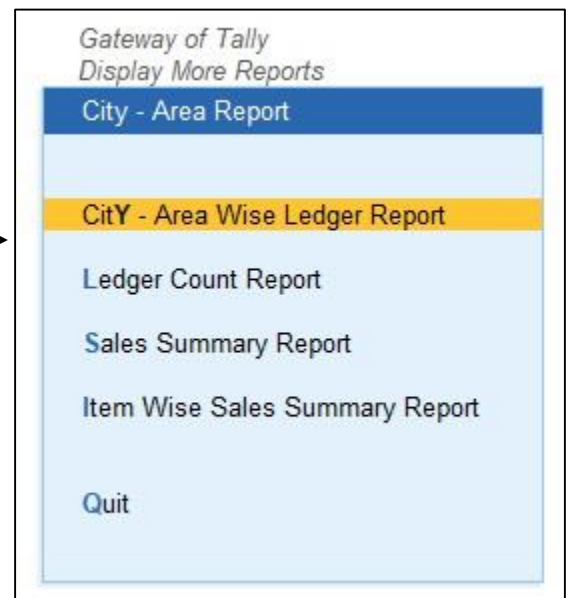 Gateway of Tally
Display More Reports
City - Area Report
CitY - Area Wise Ledger Report
Ledger Count Report
Sales Summary Report
Item Wise Sales Summary Report
Quit